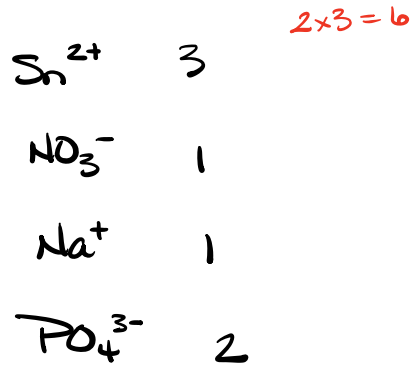 2x3 = 6
Sn²⁺ 3
NO₃⁻ 1
Na⁺ 1
PO₄³⁻ 2